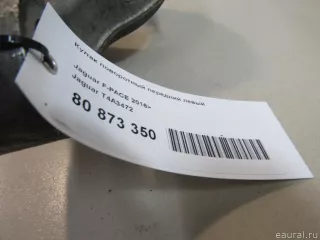 Кулак поворотный передний левый
Jaguar F-PACE 2016>
Jaguar T4A3472
80 873 350
eaural.ru